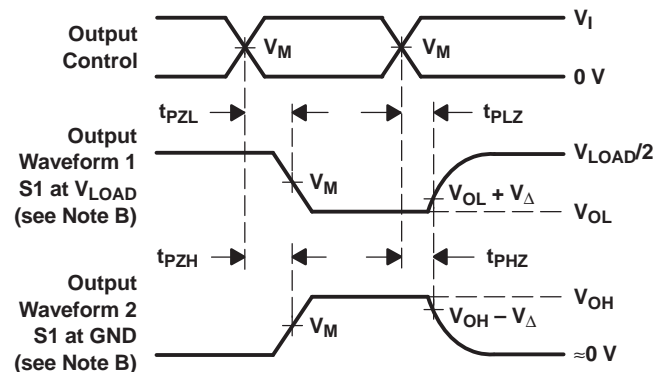 Output
Control
V_M
V_M
V_I
0 V
t_PZL
t_PLZ
Output
Waveform 1
S1 at V_LOAD
(see Note B)
V_M
V_LOAD/2
V_OL + V_Δ
V_OL
t_PZH
t_PHZ
Output
Waveform 2
S1 at GND
(see Note B)
V_M
V_OH
V_OH − V_Δ
≈0 V